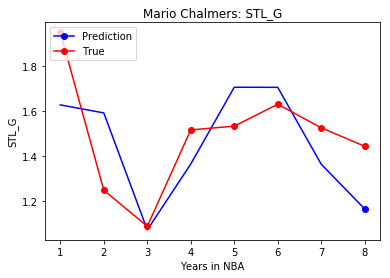 Mario Chalmers: STL_G
Prediction
True
1.8
1.6
1.4
1.2
STL_G
1 2 3 4 5 6 7 8
Years in NBA